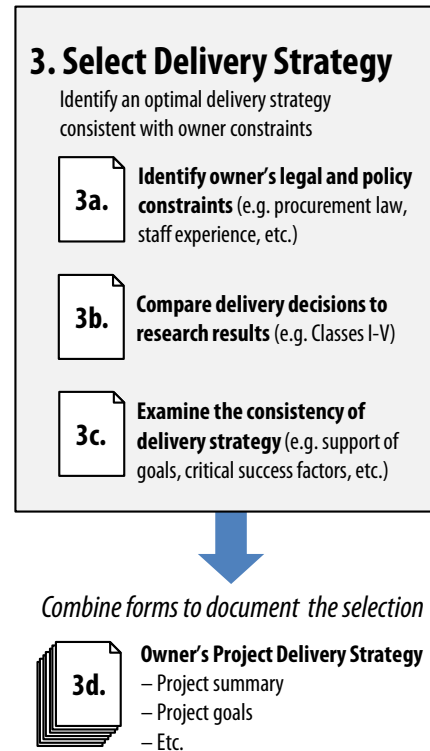 3. Select Delivery Strategy
Identify an optimal delivery strategy
consistent with owner constraints
3a.
Identify owner's legal and policy
constraints (e.g. procurement law,
staff experience, etc.)
3b.
Compare delivery decisions to
research results (e.g. Classes I-V)
3c.
Examine the consistency of
delivery strategy (e.g. support of
goals, critical success factors, etc.)
Combine forms to document the selection
3d.
Owner's Project Delivery Strategy
– Project summary
– Project goals
– Etc.